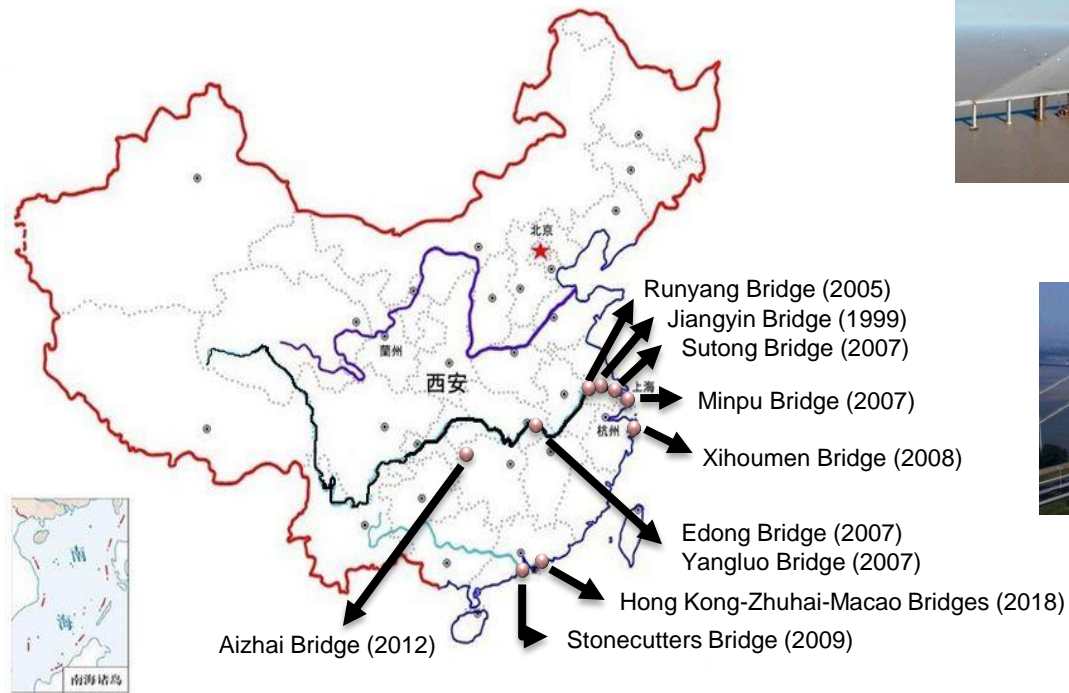 北京
Runyang Bridge (2005)
Jiangyin Bridge (1999)
蘭州
Sutong Bridge (2007)
西安
上海
Minpu Bridge (2007)
杭州
Xihoumen Bridge (2008)
Edong Bridge (2007)
南
Yangluo Bridge (2007)
海
Hong Kong-Zhuhai-Macao Bridges (2018)
Aizhai Bridge (2012)
Stonecutters Bridge (2009)
南海诸岛